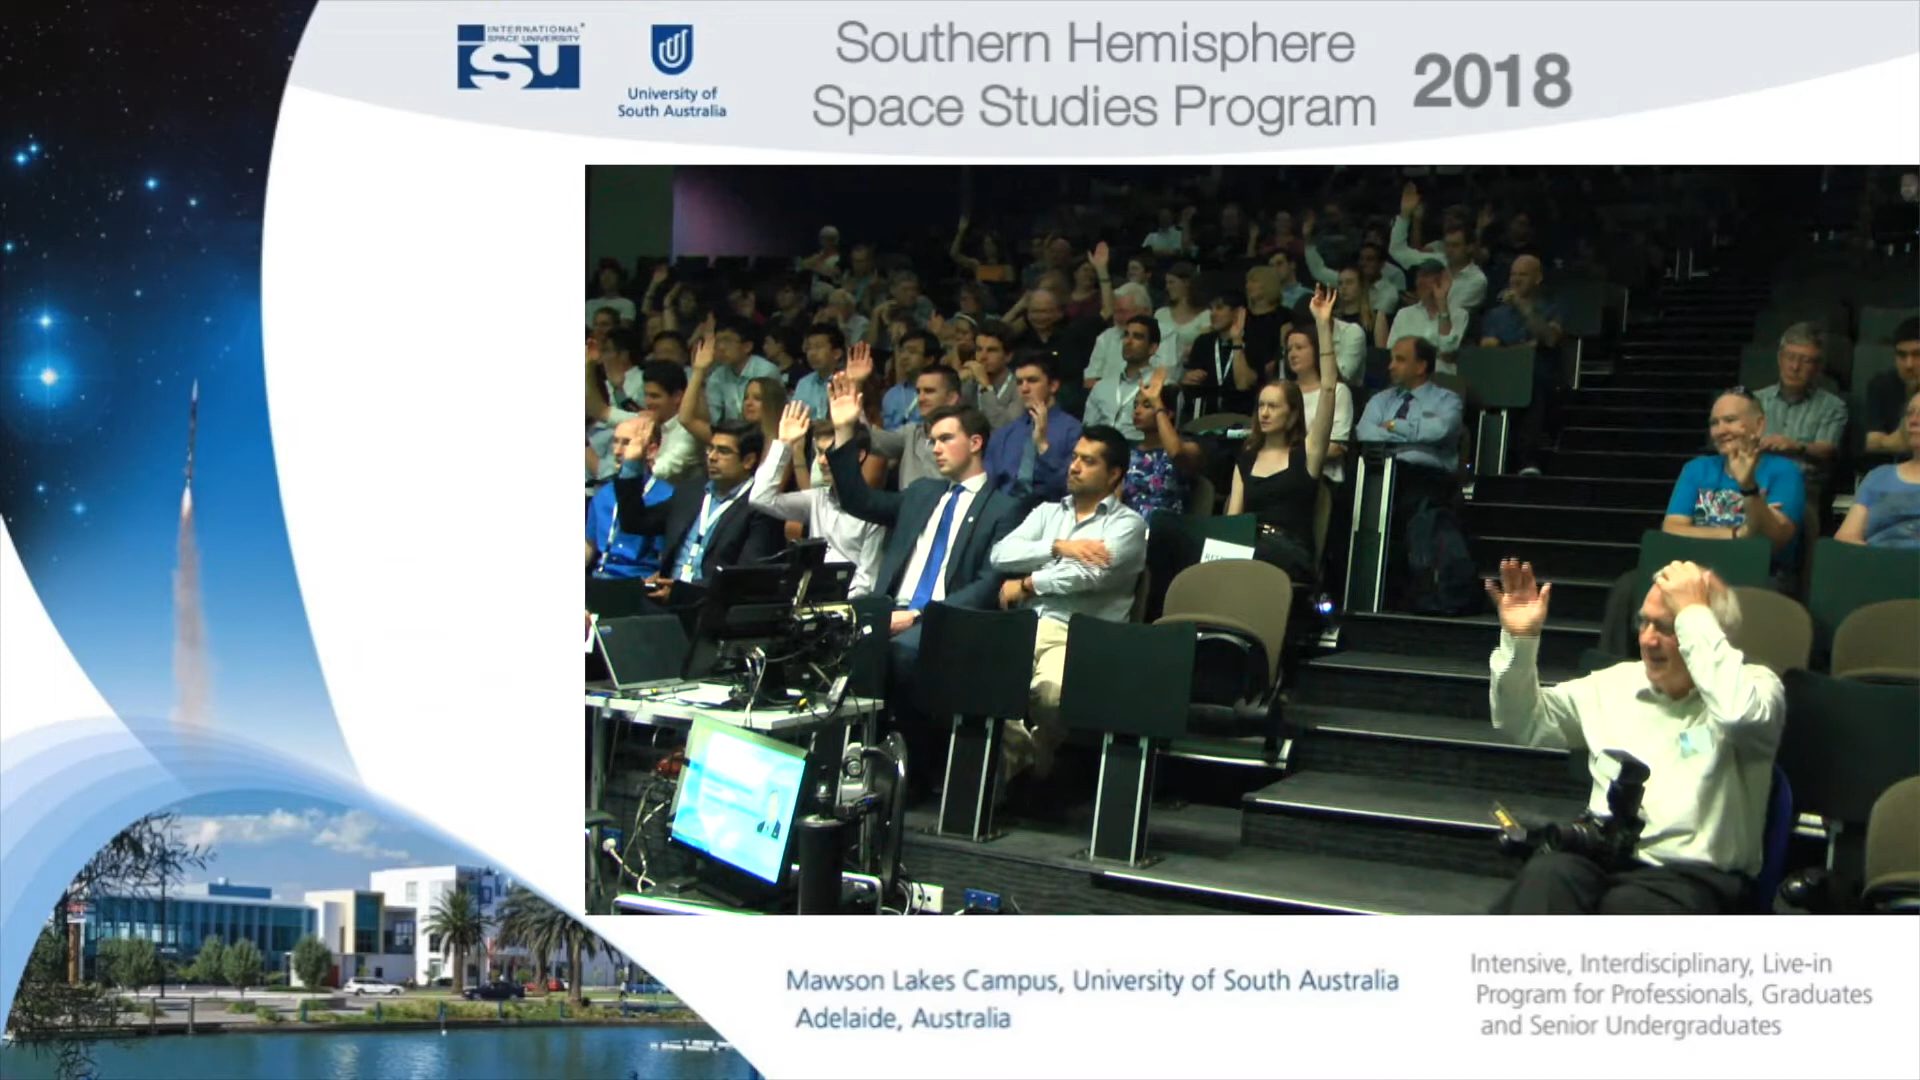 INTERNATIONAL
SPACE UNIVERSITY
isu
University of
South Australia
Southern Hemisphere
Space Studies Program
2018
Mawson Lakes Campus, University of South Australia
Adelaide, Australia
Intensive, Interdisciplinary, Live-in
Program for Professionals, Graduates
and Senior Undergraduates